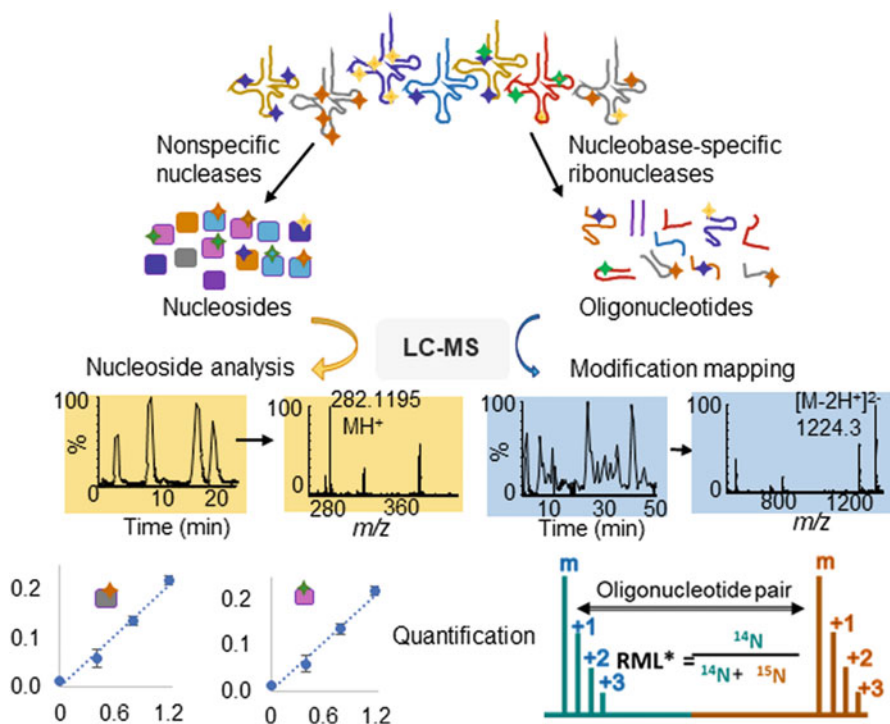 Nonspecific
nucleases
Nucleobase-specific
ribonucleases
Nucleosides
Oligonucleotides
LC-MS
Nucleoside analysis
Modification mapping
100
%
0
10
20
Time (min)
100
0
282.1195
MH+
280
360
m/z
100
%
0
10
30
50
Time (min)
100
0
[M-2H+]2-
1224.3
800
1200
m/z
0.2
0.1
0.0
0
0.6
1.2
0.2
0.1
0.0
0
0.6
1.2
Quantification
m
+1
+2
+3
Oligonucleotide pair
RML* =
14N
14N + 15N
m
+1
+2
+3